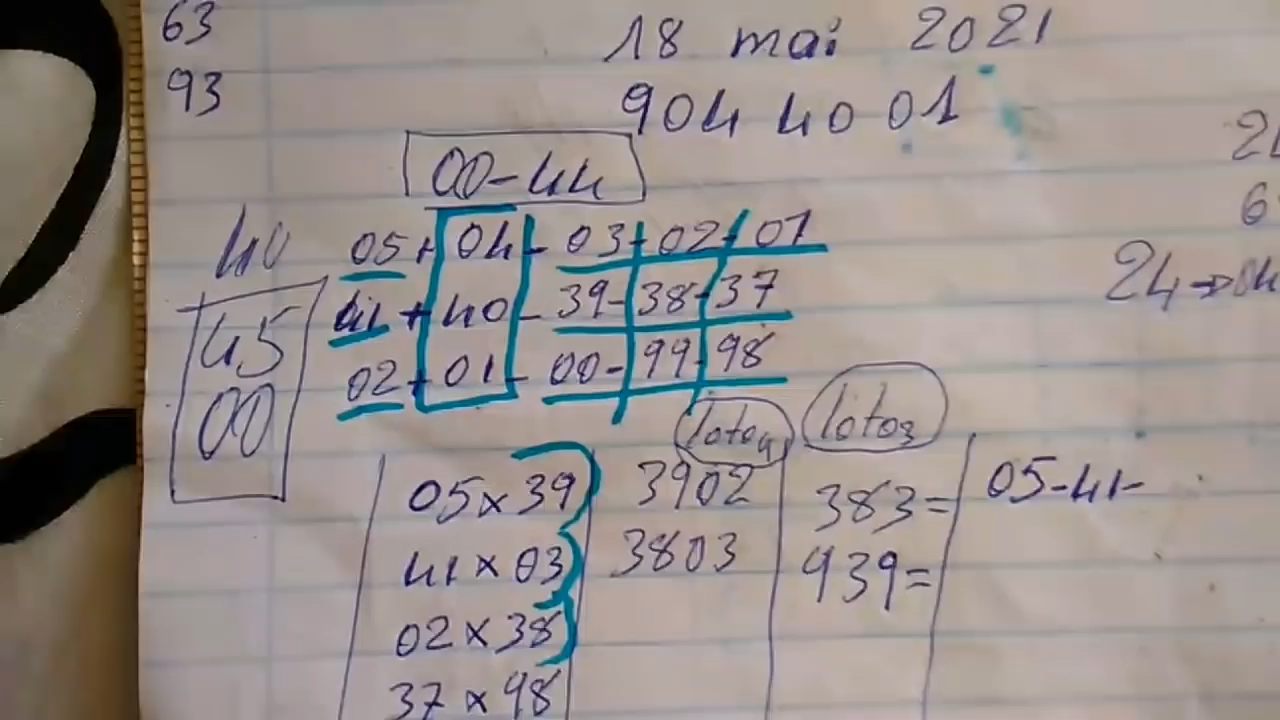 63
93
18 mai 2021
904 40 01
00-44
40 05+04-03+02+01
45 41+40-39-38-37
00 02+01-00-99-98
loto4 loto3
05x39 3902 383= 05-41-
41x03 3803 939=
02x38
37x98
6
24→04